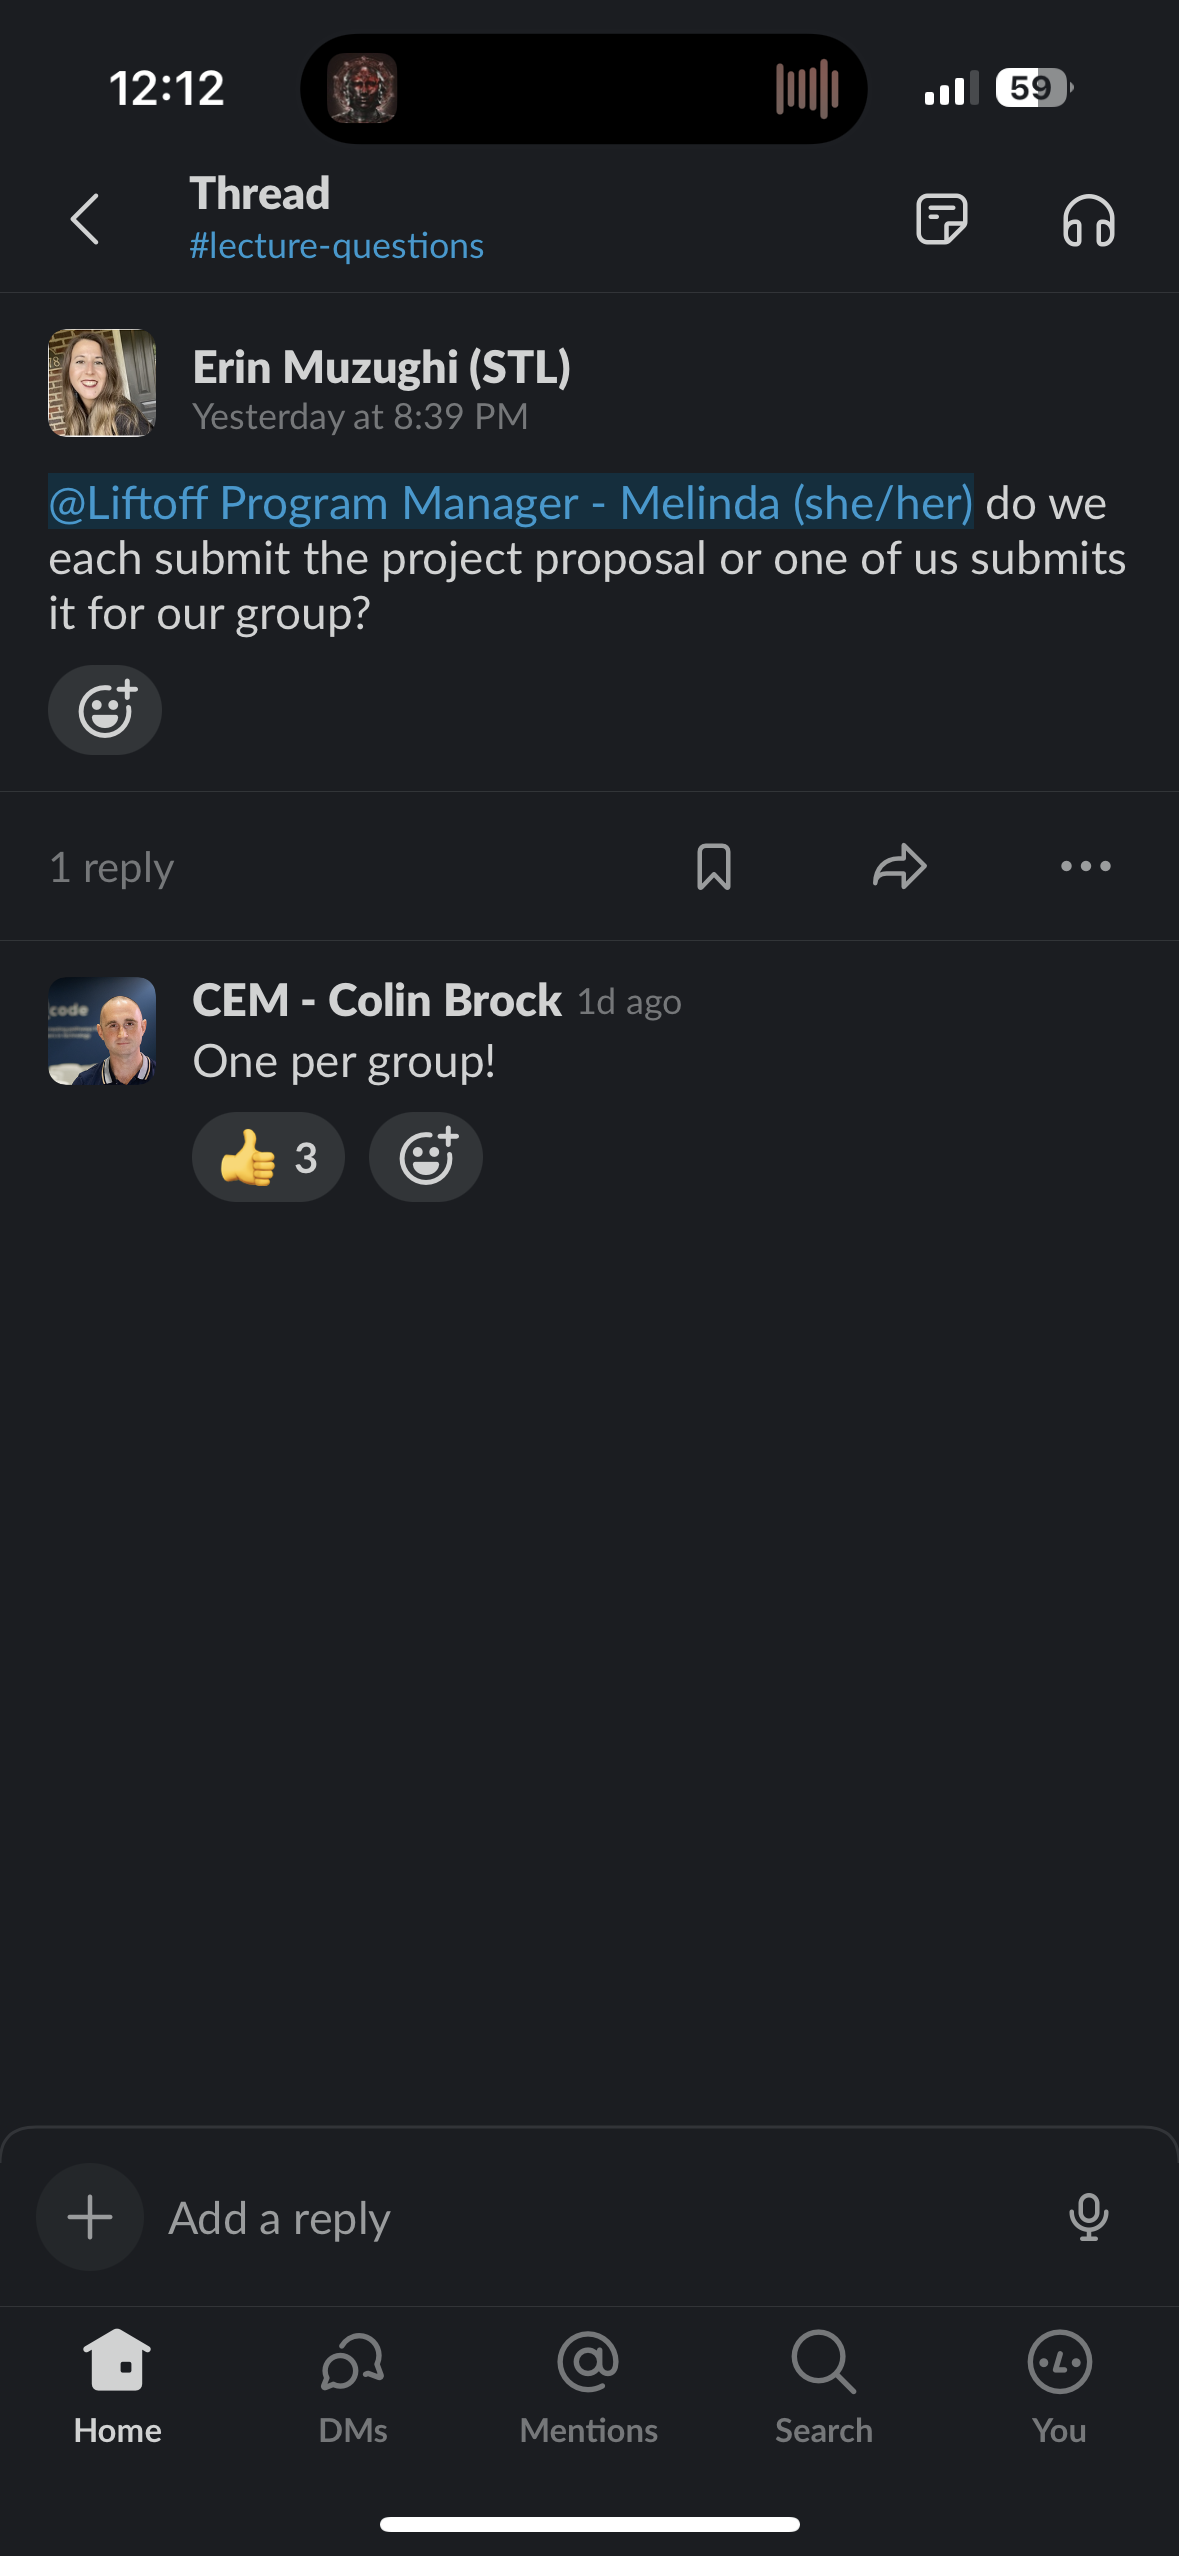 12:12
59
Thread
#lecture-questions
Erin Muzughi (STL)
Yesterday at 8:39 PM
@Liftoff Program Manager - Melinda (she/her) do we
each submit the project proposal or one of us submits
it for our group?
1 reply
code
CEM - Colin Brock 1d ago
One per group!
👍 3
Add a reply
Home
DMs
Mentions
Search
You